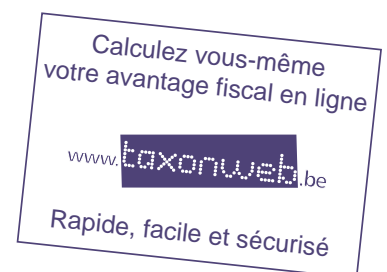 Calculez vous-même
votre avantage fiscal en ligne
www.taxonweb.be
Rapide, facile et sécurisé